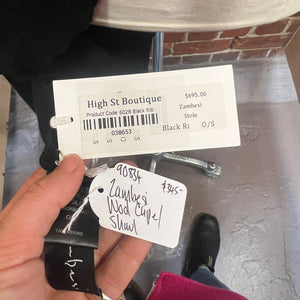 High St Boutique
Product Code: 6028 Black Rib
038653
$695.00
Zambesi
Stole
Black Ri O/S
90834
Zambesi
Wool Cape/
Shawl
$345-